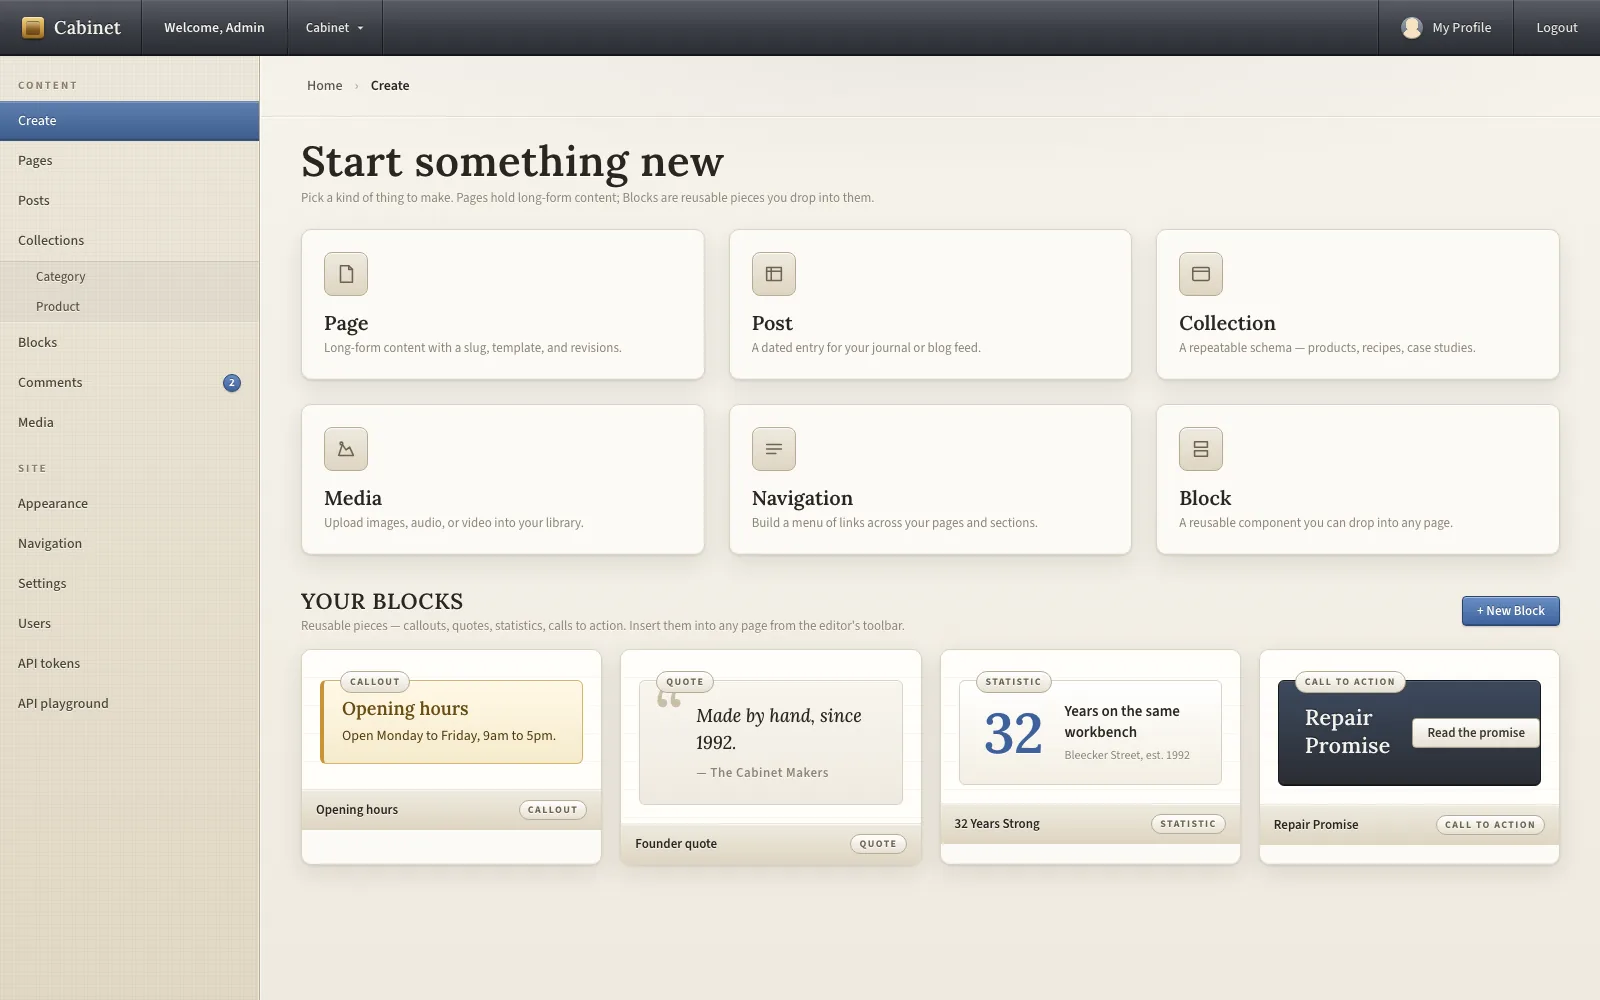 Cabinet
Welcome, Admin
Cabinet
My Profile
Logout
CONTENT
Create
Pages
Posts
Collections
Category
Product
Blocks
Comments
2
Media
SITE
Appearance
Navigation
Settings
Users
API tokens
API playground
Home › Create
Start something new
Pick a kind of thing to make. Pages hold long-form content; Blocks are reusable pieces you drop into them.
Page
Long-form content with a slug, template, and revisions.
Post
A dated entry for your journal or blog feed.
Collection
A repeatable schema — products, recipes, case studies.
Media
Upload images, audio, or video into your library.
Navigation
Build a menu of links across your pages and sections.
Block
A reusable component you can drop into any page.
YOUR BLOCKS
Reusable pieces — callouts, quotes, statistics, calls to action. Insert them into any page from the editor's toolbar.
+ New Block
CALLOUT
Opening hours
Open Monday to Friday, 9am to 5pm.
Opening hours
CALLOUT
QUOTE
“
Made by hand, since
1992.
— The Cabinet Makers
Founder quote
QUOTE
STATISTIC
32
Years on the same
workbench
Bleecker Street, est. 1992
32 Years Strong
STATISTIC
CALL TO ACTION
Repair
Promise
Read the promise
Repair Promise
CALL TO ACTION